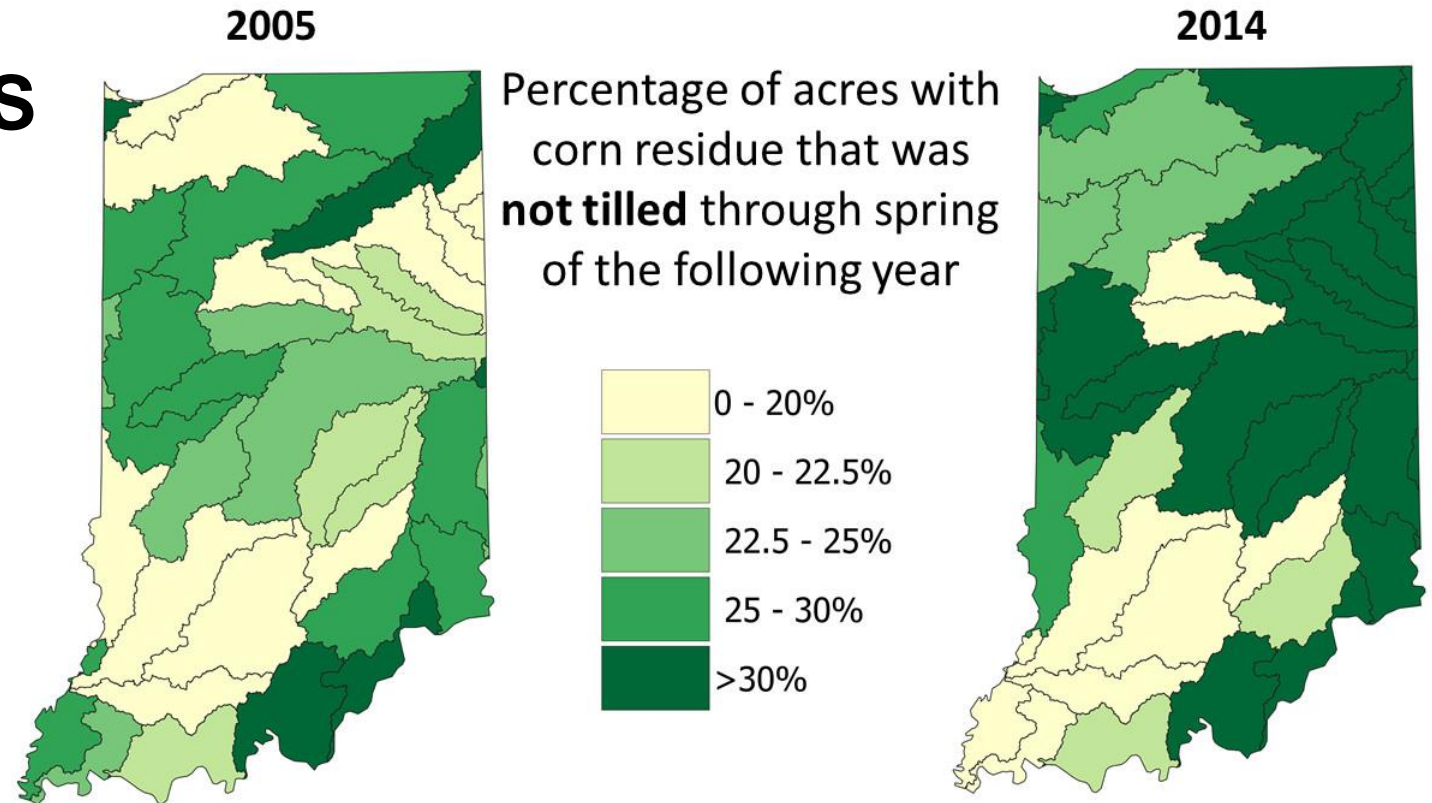 2005
2014
s
Percentage of acres with
corn residue that was
not tilled through spring
of the following year
0 - 20%
20 - 22.5%
22.5 - 25%
25 - 30%
>30%